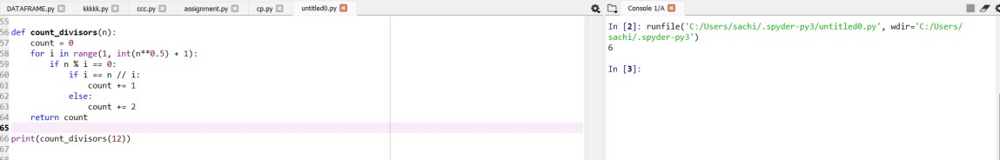 DATAFRAME.py kkkkk.py ccc.py assignment.py cp.py untitled0.py
55
56 def count_divisors(n):
57     count = 0
58     for i in range(1, int(n**0.5) + 1):
59         if n % i == 0:
60             if i == n // i:
61                 count += 1
62             else:
63                 count += 2
64     return count
65
66 print(count_divisors(12))
67
68
Console 1/A
In [2]: runfile('C:/Users/sachi/.spyder-py3/untitled0.py', wdir='C:/Users/
sachi/.spyder-py3')
6
In [3]: